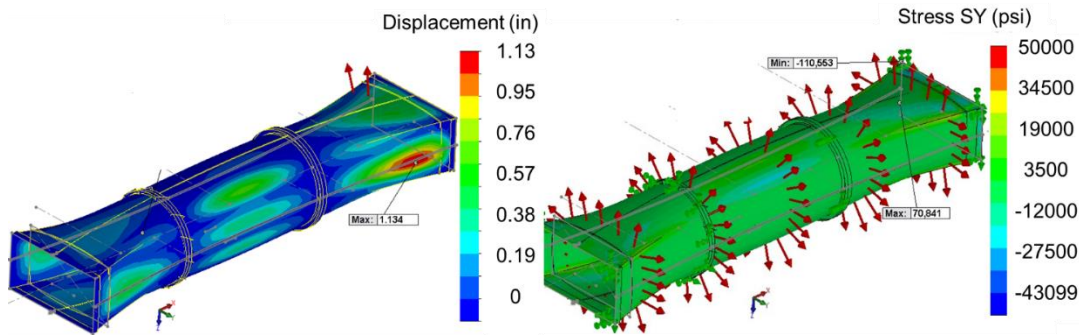 Displacement (in)
1.13
0.95
0.76
0.57
0.38
0.19
0
Max: 1.134
Stress SY (psi)
50000
34500
19000
3500
-12000
-27500
-43099
Min: -110,553
Max: 70,841